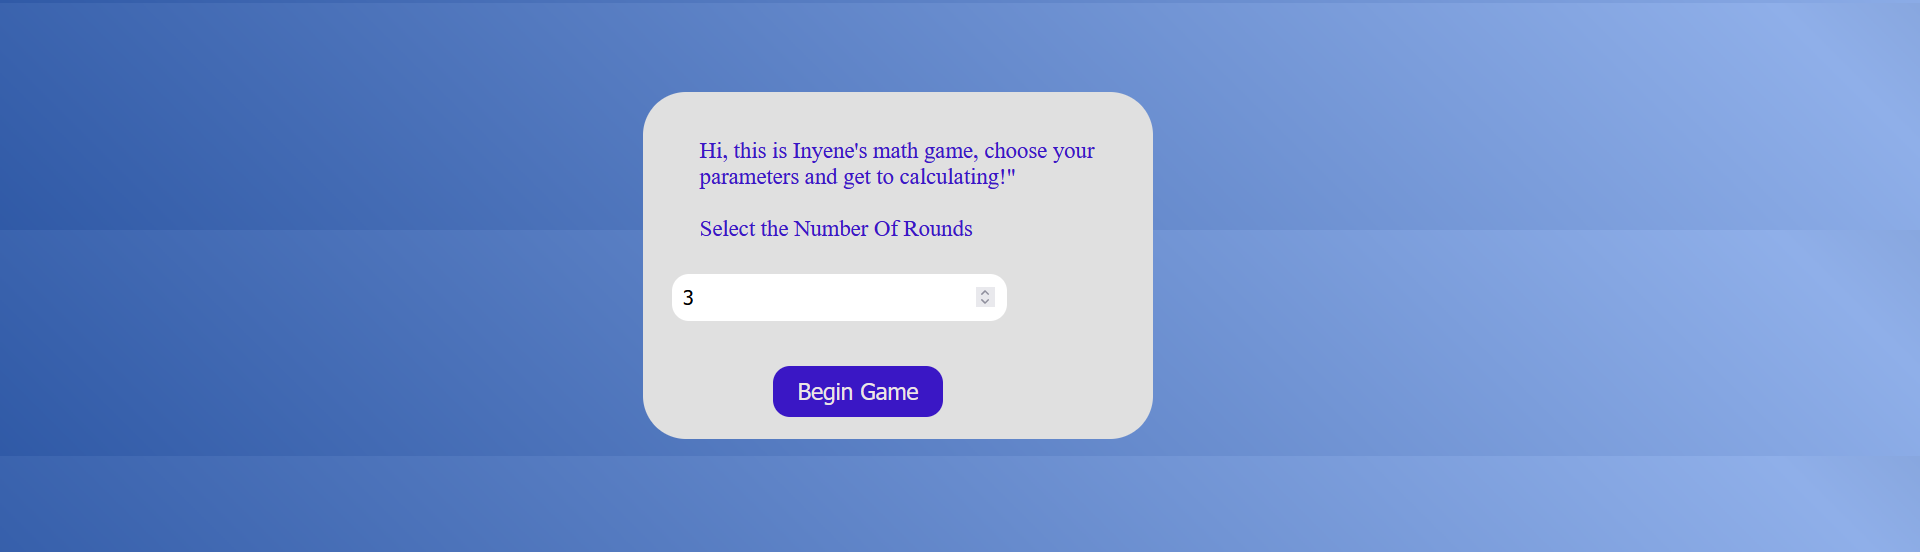 Hi, this is Inyene's math game, choose your
parameters and get to calculating!"
Select the Number Of Rounds
3
Begin Game